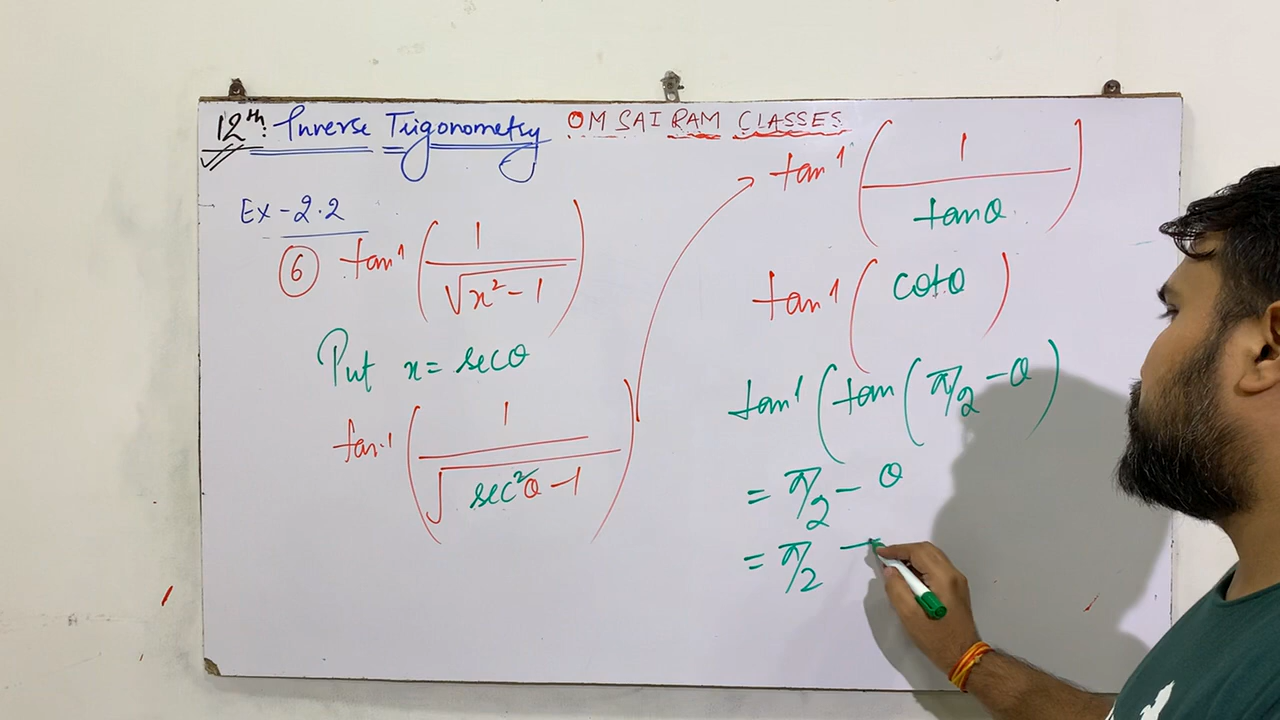 12th: Inverse Trigonometry
OM SAI RAM CLASSES
Ex-2.2
6 tan⁻¹(1/√(x²-1))
Put x = secθ
tan⁻¹(1/√(sec²θ-1))
tan⁻¹(1/tanθ)
tan⁻¹(cotθ)
tan⁻¹(tan(π/2-θ)
= π/2 - θ
= π/2 -